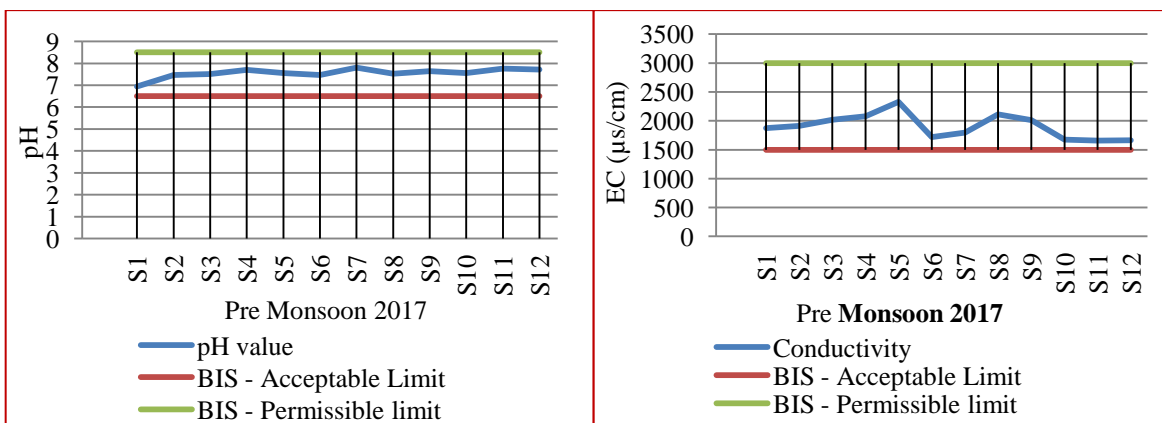 9
8
7
6
5
4
3
2
1
0
pH
S1
S2
S3
S4
S5
S6
S7
S8
S9
S10
S11
S12
Pre Monsoon 2017
pH value
BIS - Acceptable Limit
BIS - Permissible limit
3500
3000
2500
2000
1500
1000
500
0
EC (µs/cm)
S1
S2
S3
S4
S5
S6
S7
S8
S9
S10
S11
S12
Pre Monsoon 2017
Conductivity
BIS - Acceptable Limit
BIS - Permissible limit